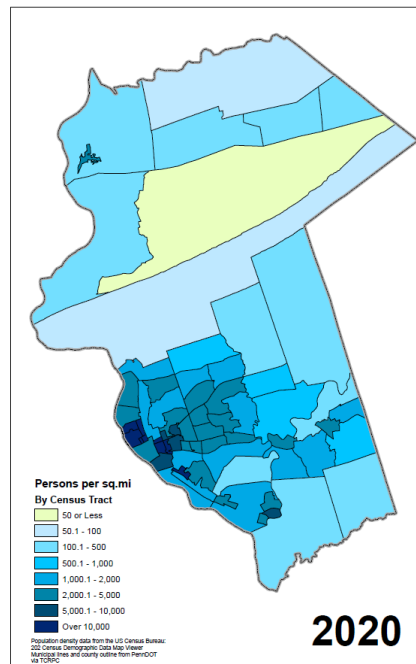 Persons per sq.mi
By Census Tract
50 or Less
50.1 - 100
100.1 - 500
500.1 - 1,000
1,000.1 - 2,000
2,000.1 - 5,000
5,000.1 - 10,000
Over 10,000
Population density data from the US Census Bureau:
202 Census Demographic Data Map Viewer
Municipal lines and county outline from PennDOT
via TCRPC
2020